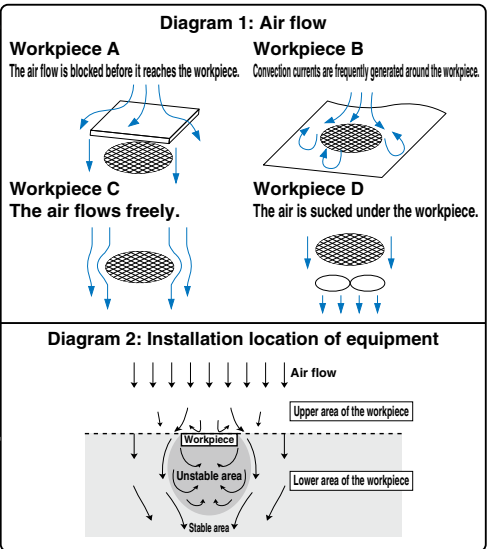 Diagram 1: Air flow
Workpiece A
The air flow is blocked before it reaches the workpiece.
Workpiece B
Convection currents are frequently generated around the workpiece.
Workpiece C
The air flows freely.
Workpiece D
The air is sucked under the workpiece.
Diagram 2: Installation location of equipment
Air flow
Upper area of the workpiece
Workpiece
Unstable area
Lower area of the workpiece
Stable area